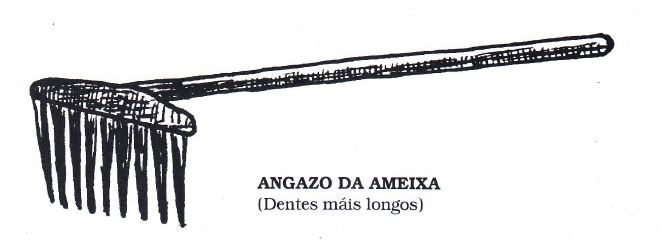 ANGAZO DA AMEIXA
(Dentes máis longos)